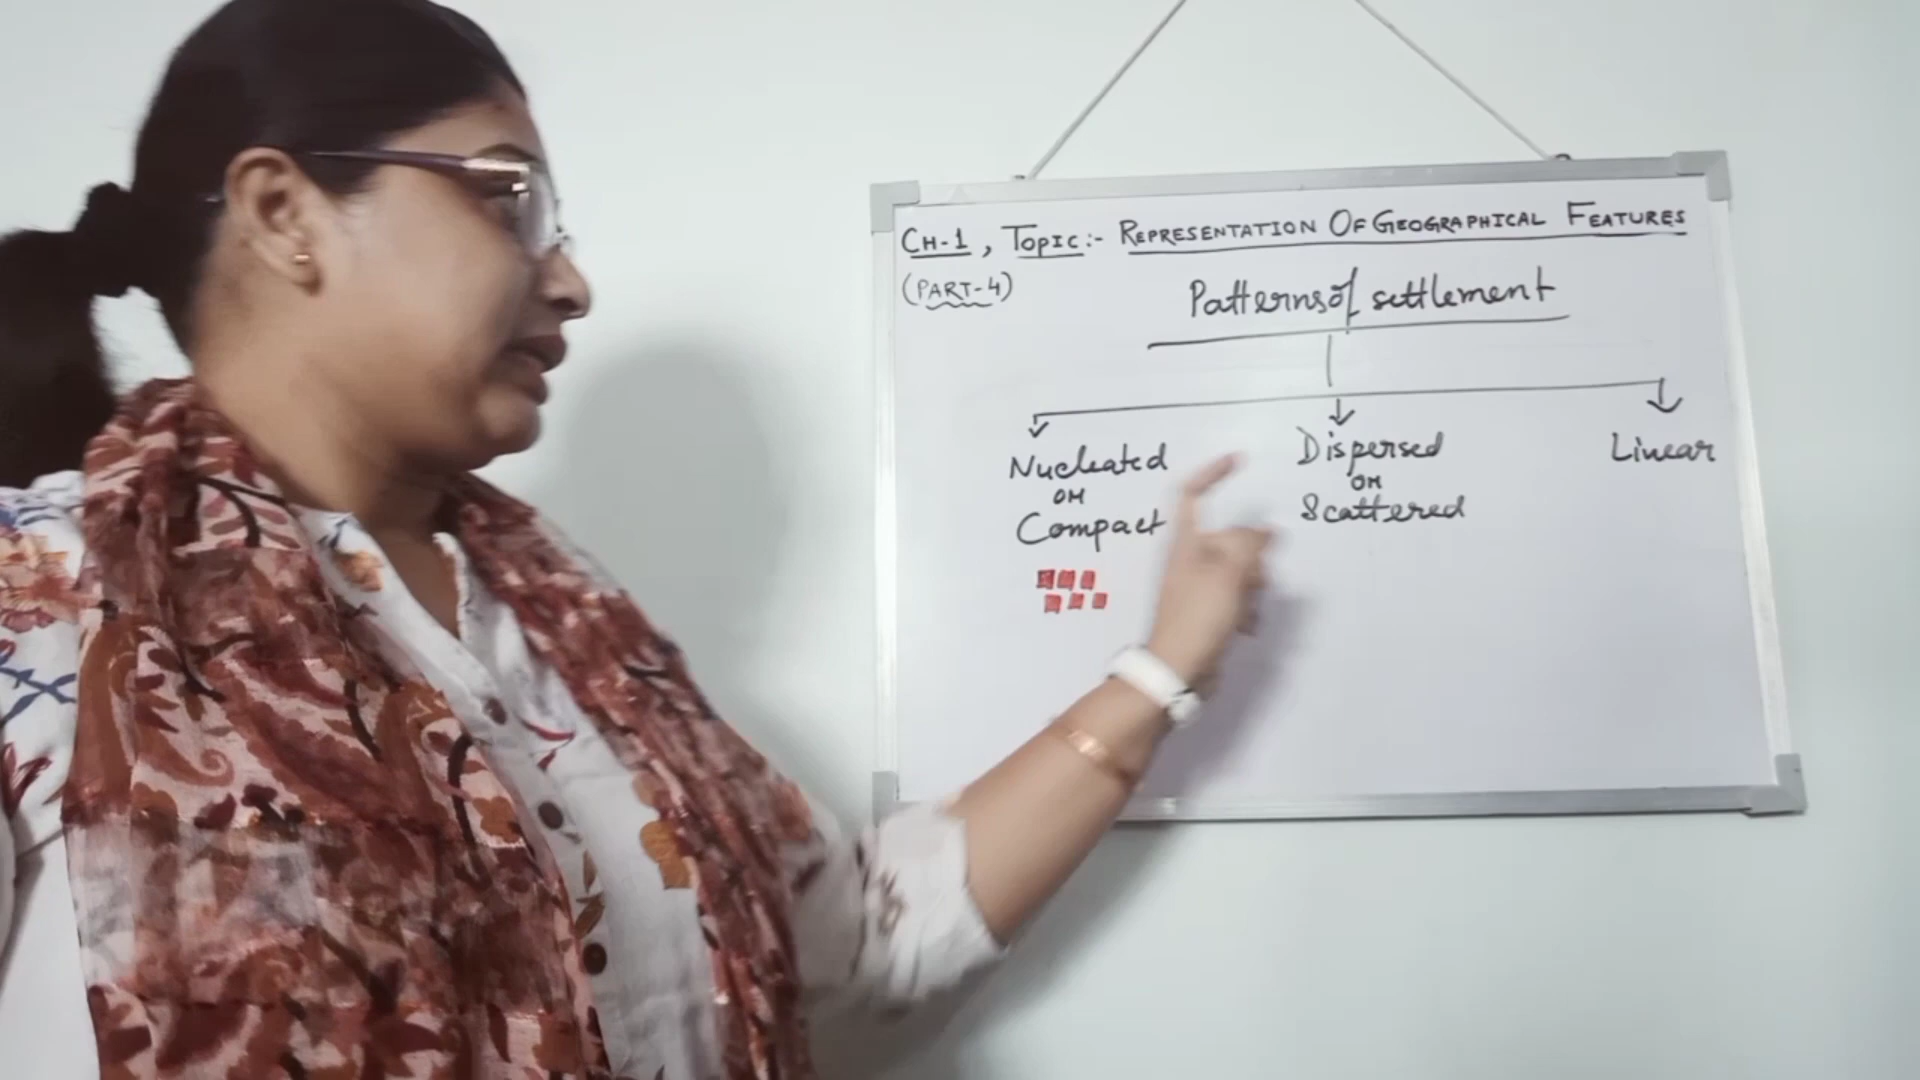 CH-1, TOPIC:- REPRESENTATION OF GEOGRAPHICAL FEATURES
(PART-4)
Patterns of settlement
Nucleated
or
Compact
Dispersed
or
Scattered
Linear